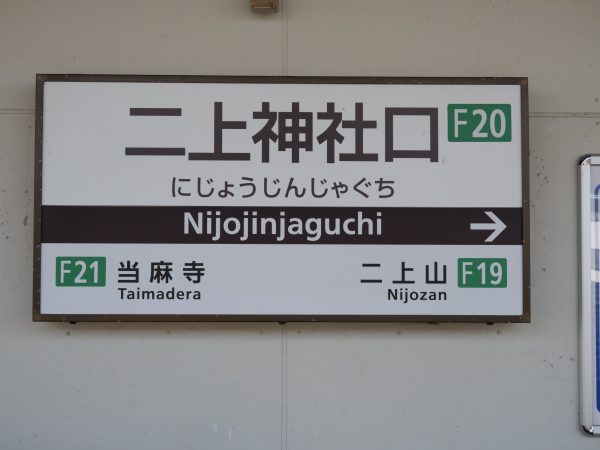 二上神社口 F20
にじょうじんじゃぐち
Nijojinjaguchi →
F21 当麻寺 二上山 F19
Taimadera Nijozan